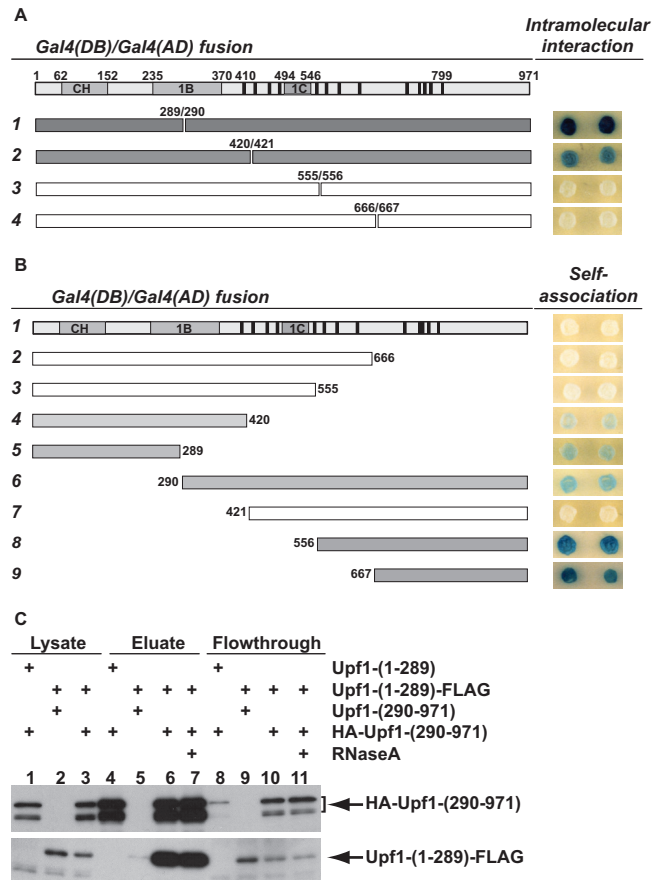 A
Gal4(DB)/Gal4(AD) fusion
Intramolecular
interaction
1 62 152 235 370 410 494 546 799 971
CH 1B 1C
289/290
1
420/421
2
555/556
3
666/667
4
B
Gal4(DB)/Gal4(AD) fusion
Self-
association
1 CH 1B 1C
2 666
3 555
4 420
5 289
6 290
7 421
8 556
9 667
C
Lysate Eluate Flowthrough
+ + + Upf1-(1-289)
+ + + + + + + + Upf1-(1-289)-FLAG
+ + + Upf1-(290-971)
+ + + + + + + + HA-Upf1-(290-971)
+ + RNaseA
1 2 3 4 5 6 7 8 9 10 11
HA-Upf1-(290-971)
Upf1-(1-289)-FLAG